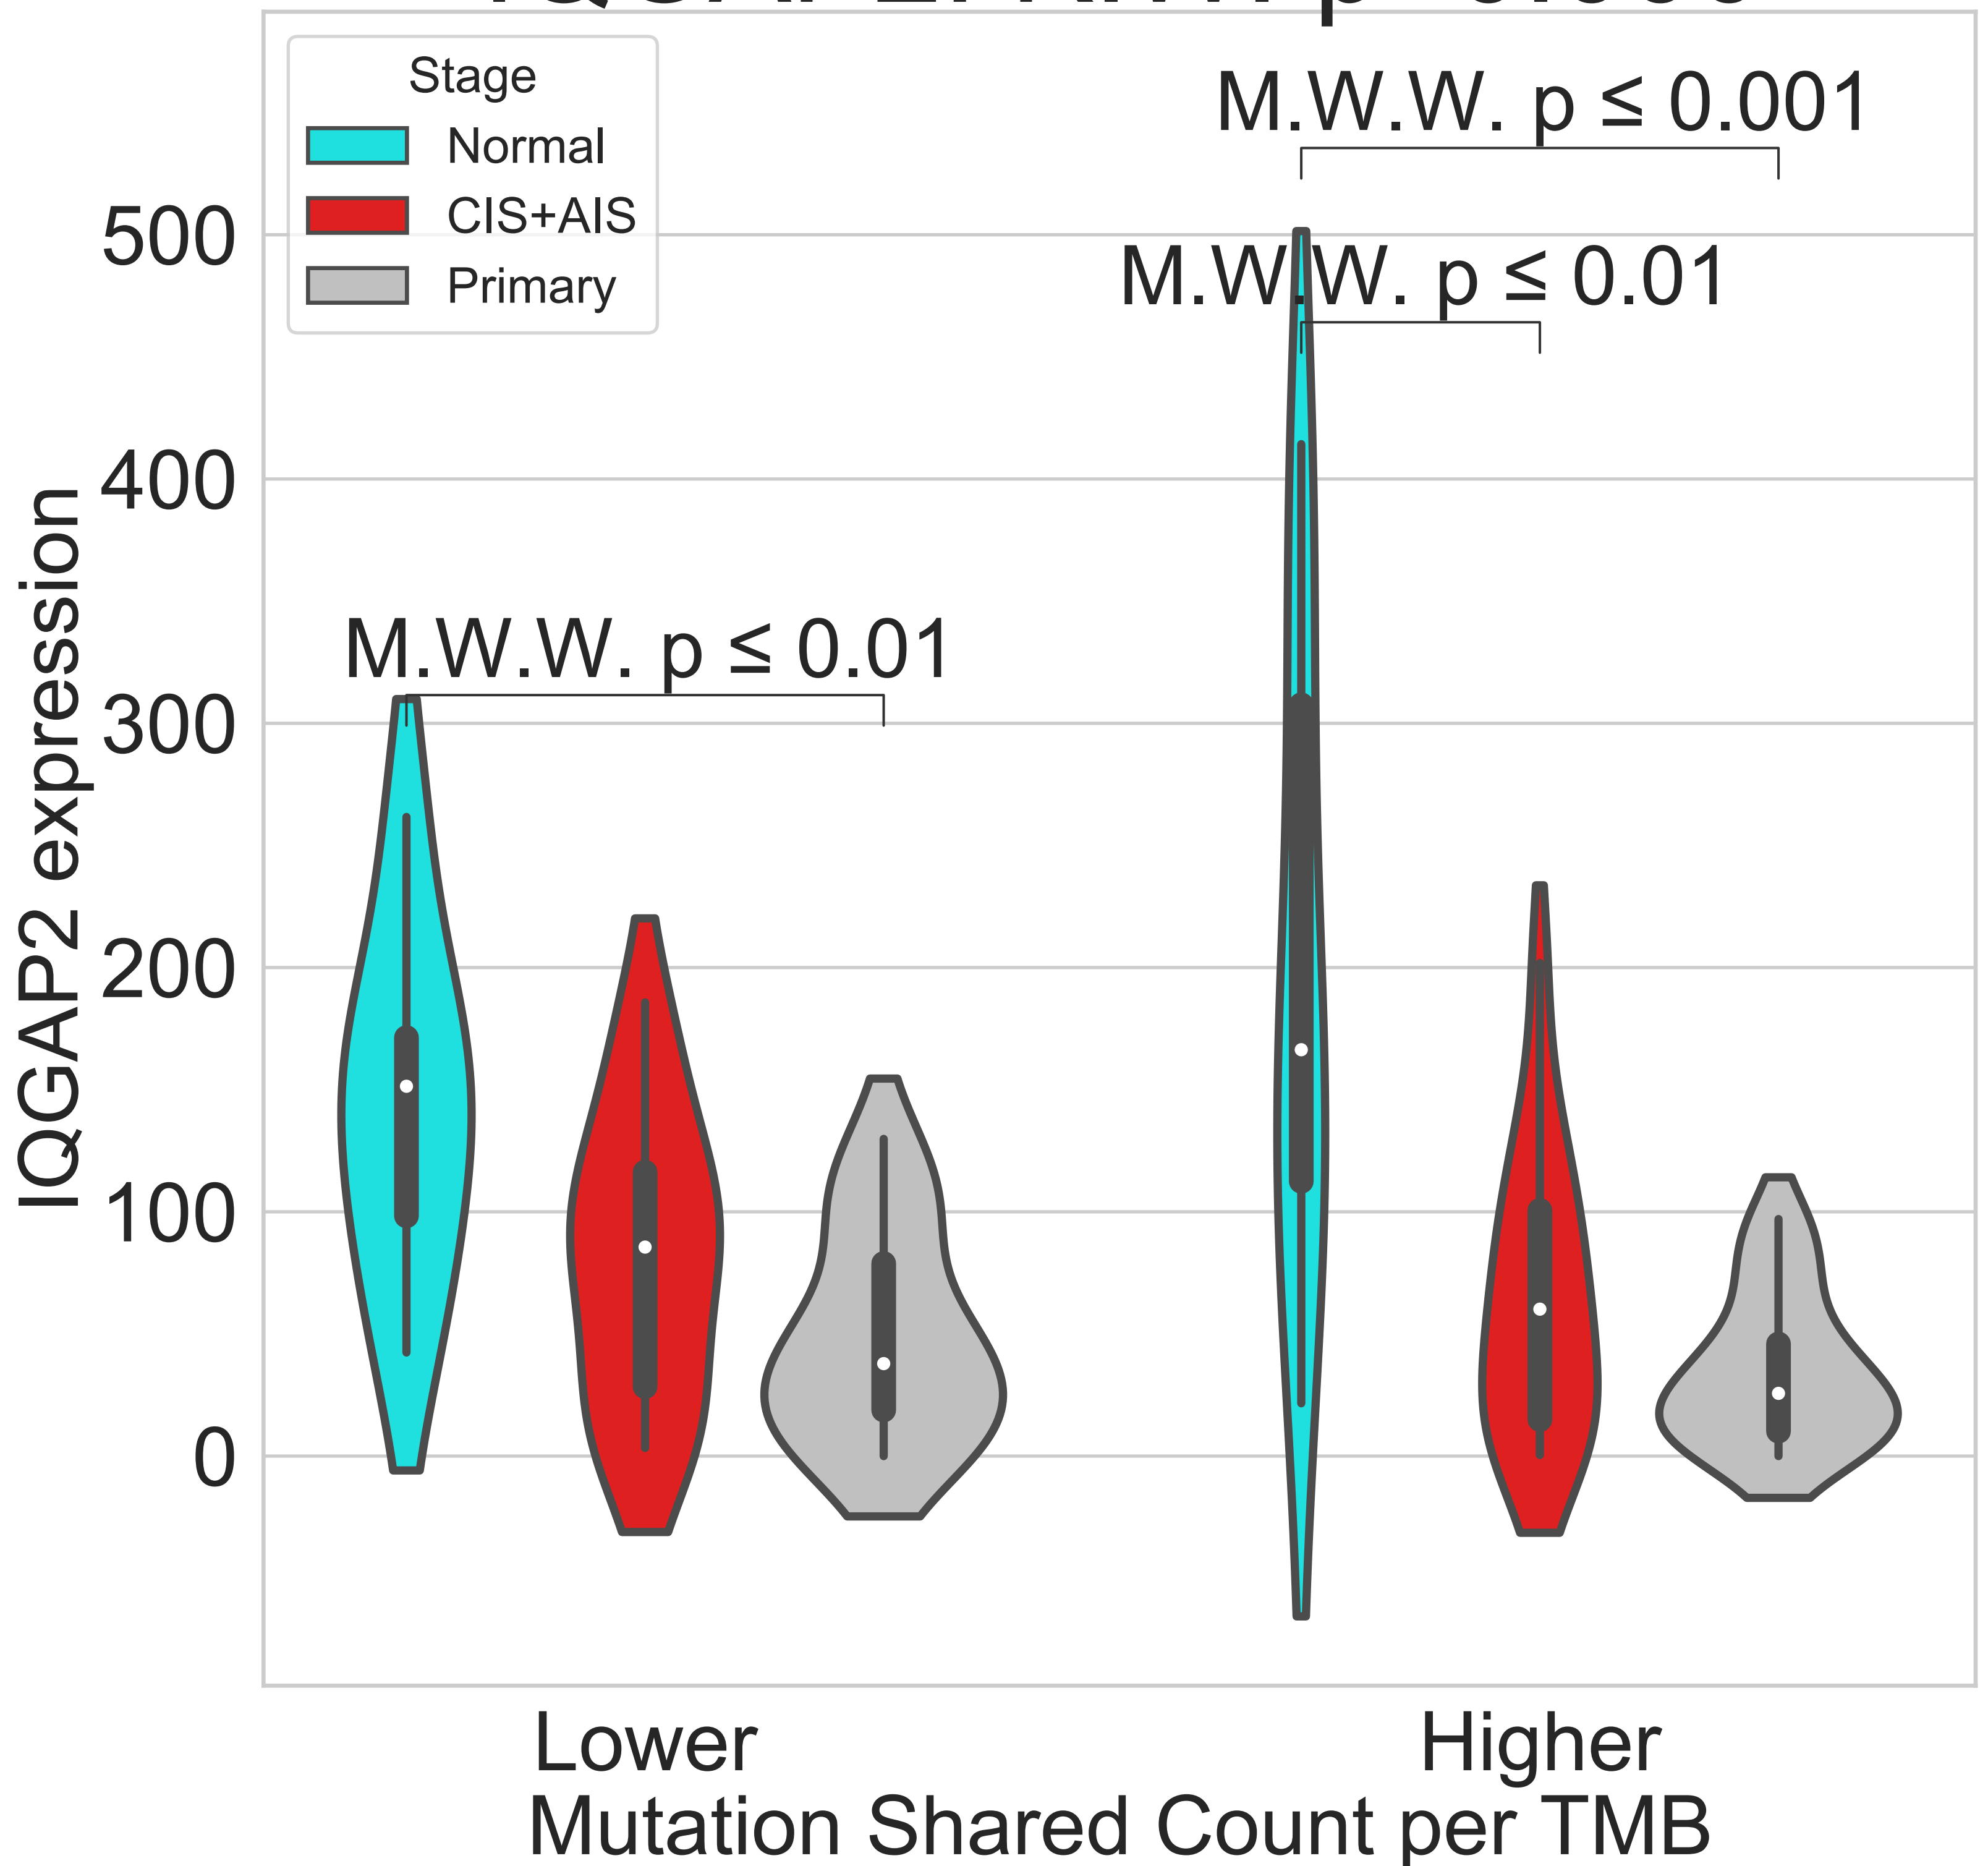 Stage
Normal
CIS+AIS
Primary
M.W.W. p ≤ 0.001
M.W.W. p ≤ 0.01
M.W.W. p ≤ 0.01
500
400
300
200
100
0
IQGAP2 expression
Lower
Higher
Mutation Shared Count per TMB